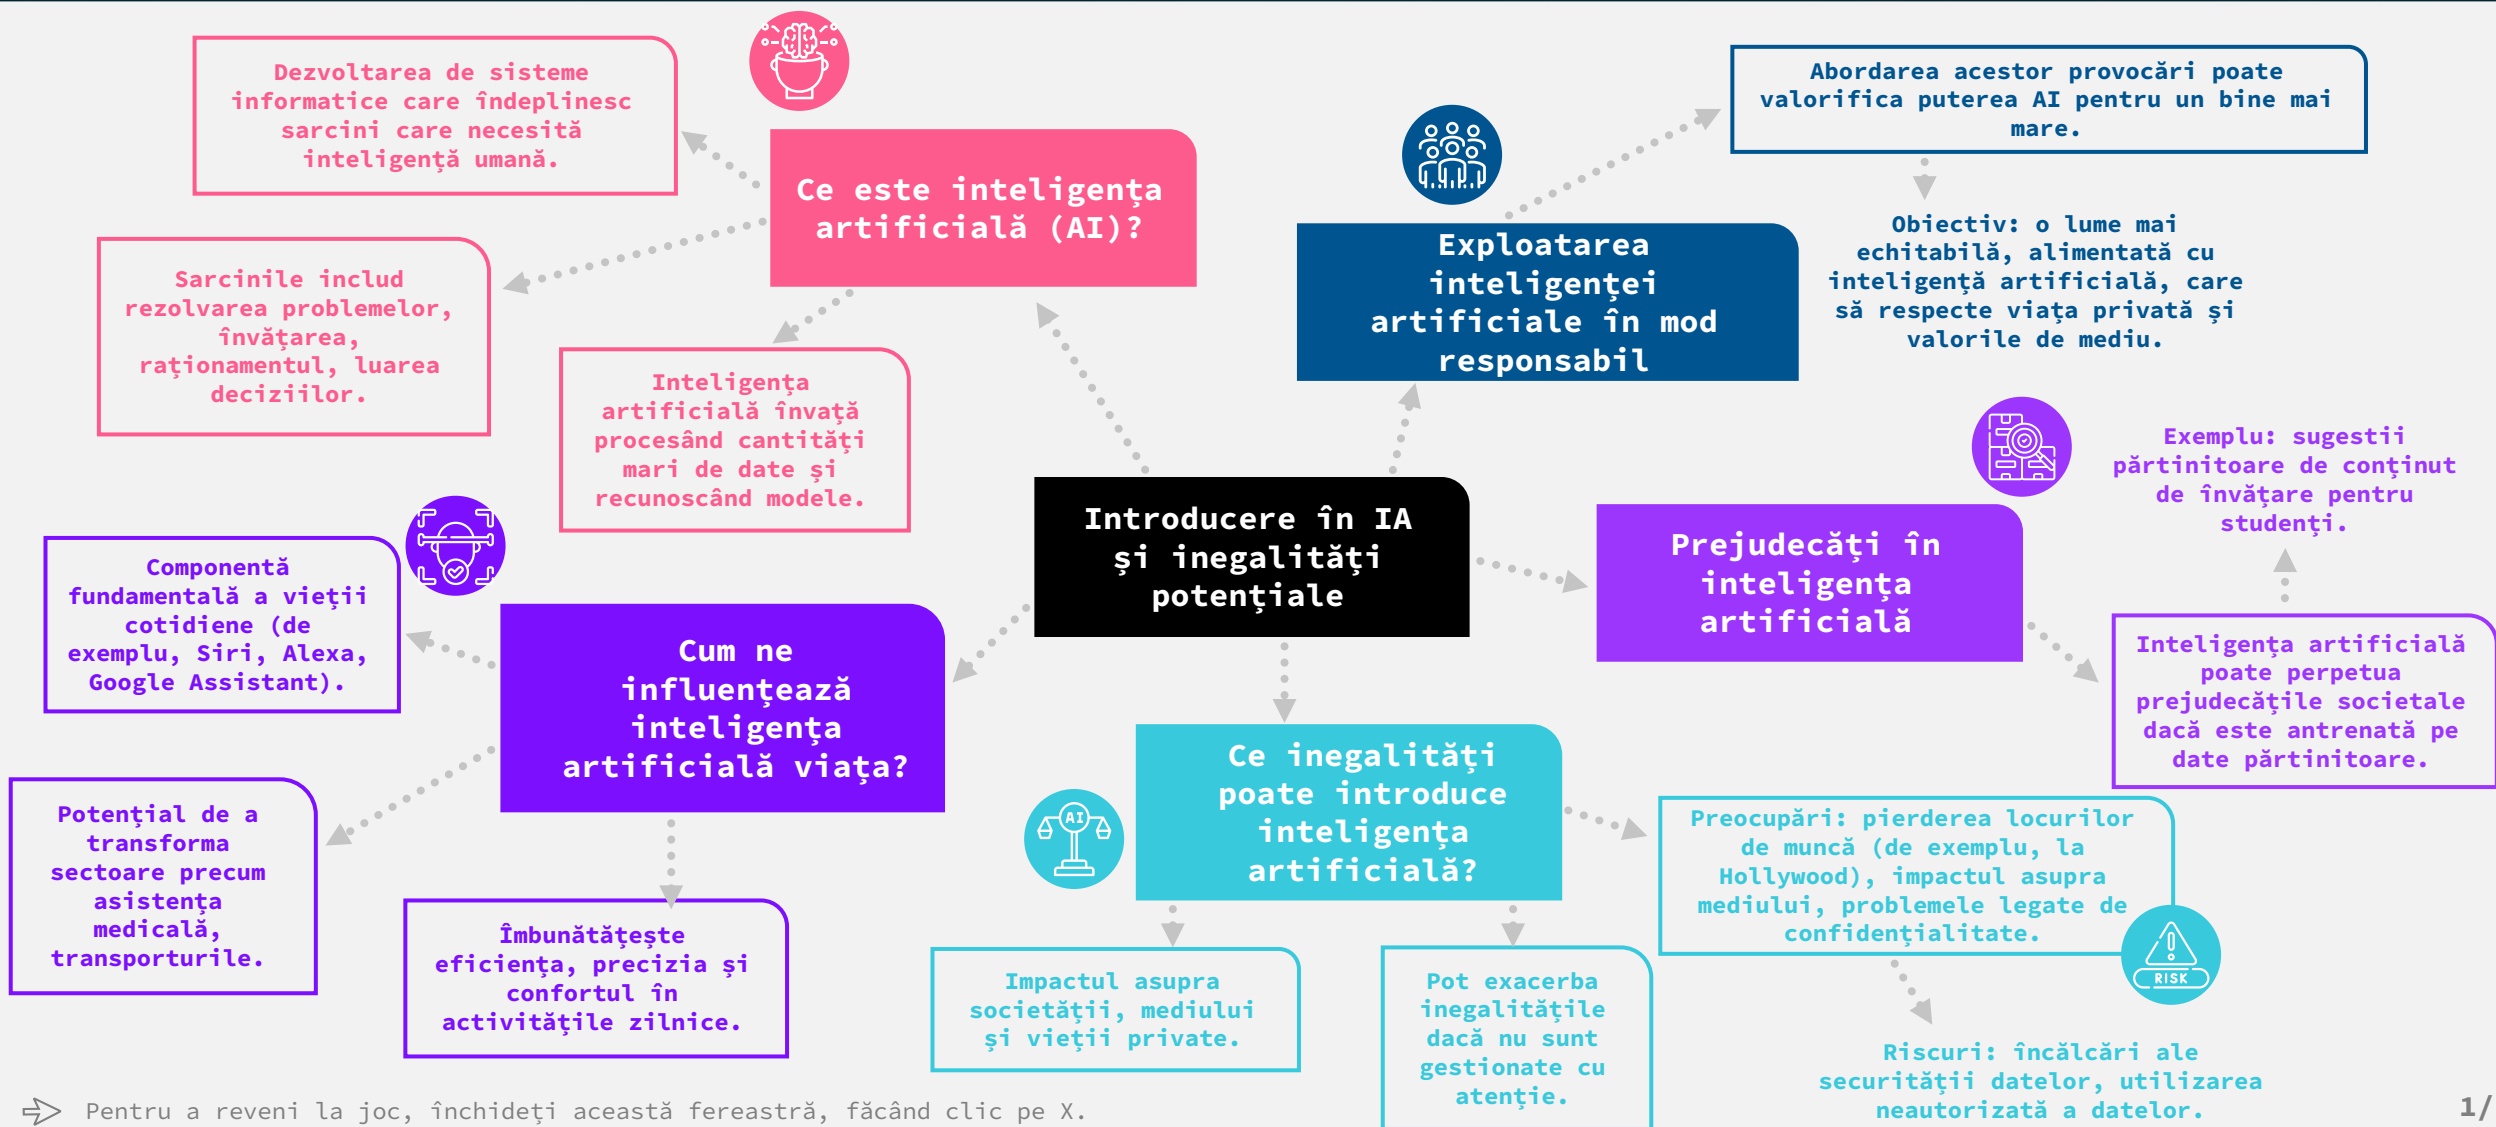 Dezvoltarea de sisteme
informatice care îndeplinesc
sarcini care necesită
inteligență umană.
Ce este inteligența
artificială (AI)?
Sarcinile includ
rezolvarea problemelor,
învățarea,
raționamentul, luarea
deciziilor.
Inteligența
artificială învață
procesând cantități
mari de date și
recunoscând modele.
Abordarea acestor provocări poate
valorifica puterea AI pentru un bine mai
mare.
Exploatarea
inteligenței
artificiale în mod
responsabil
Obiectiv: o lume mai
echitabilă, alimentată cu
inteligență artificială, care
să respecte viața privată și
valorile de mediu.
Introducere în IA
și inegalități
potențiale
Exemplu: sugestii
părtinitoare de conținut
de învățare pentru
studenți.
Prejudecăți în
inteligența
artificială
Inteligența artificială
poate perpetua
prejudecățile societale
dacă este antrenată pe
date părtinitoare.
Componentă
fundamentală a vieții
cotidiene (de
exemplu, Siri, Alexa,
Google Assistant).
Cum ne
influențează
inteligența
artificială viața?
Potențial de a
transforma
sectoare precum
asistența
medicală,
transporturile.
Îmbunătățește
eficiența, precizia și
confortul în
activitățile zilnice.
Ce inegalități
poate introduce
inteligența
artificială?
AI
Preocupări: pierderea locurilor
de muncă (de exemplu, la
Hollywood), impactul asupra
mediului, problemele legate de
confidențialitate.
RISK
Impactul asupra
societății, mediului
și vieții private.
Pot exacerba
inegalitățile
dacă nu sunt
gestionate cu
atenție.
Riscuri: încălcări ale
securității datelor, utilizarea
neautorizată a datelor.
Pentru a reveni la joc, închideți această fereastră, făcând clic pe X.
1/